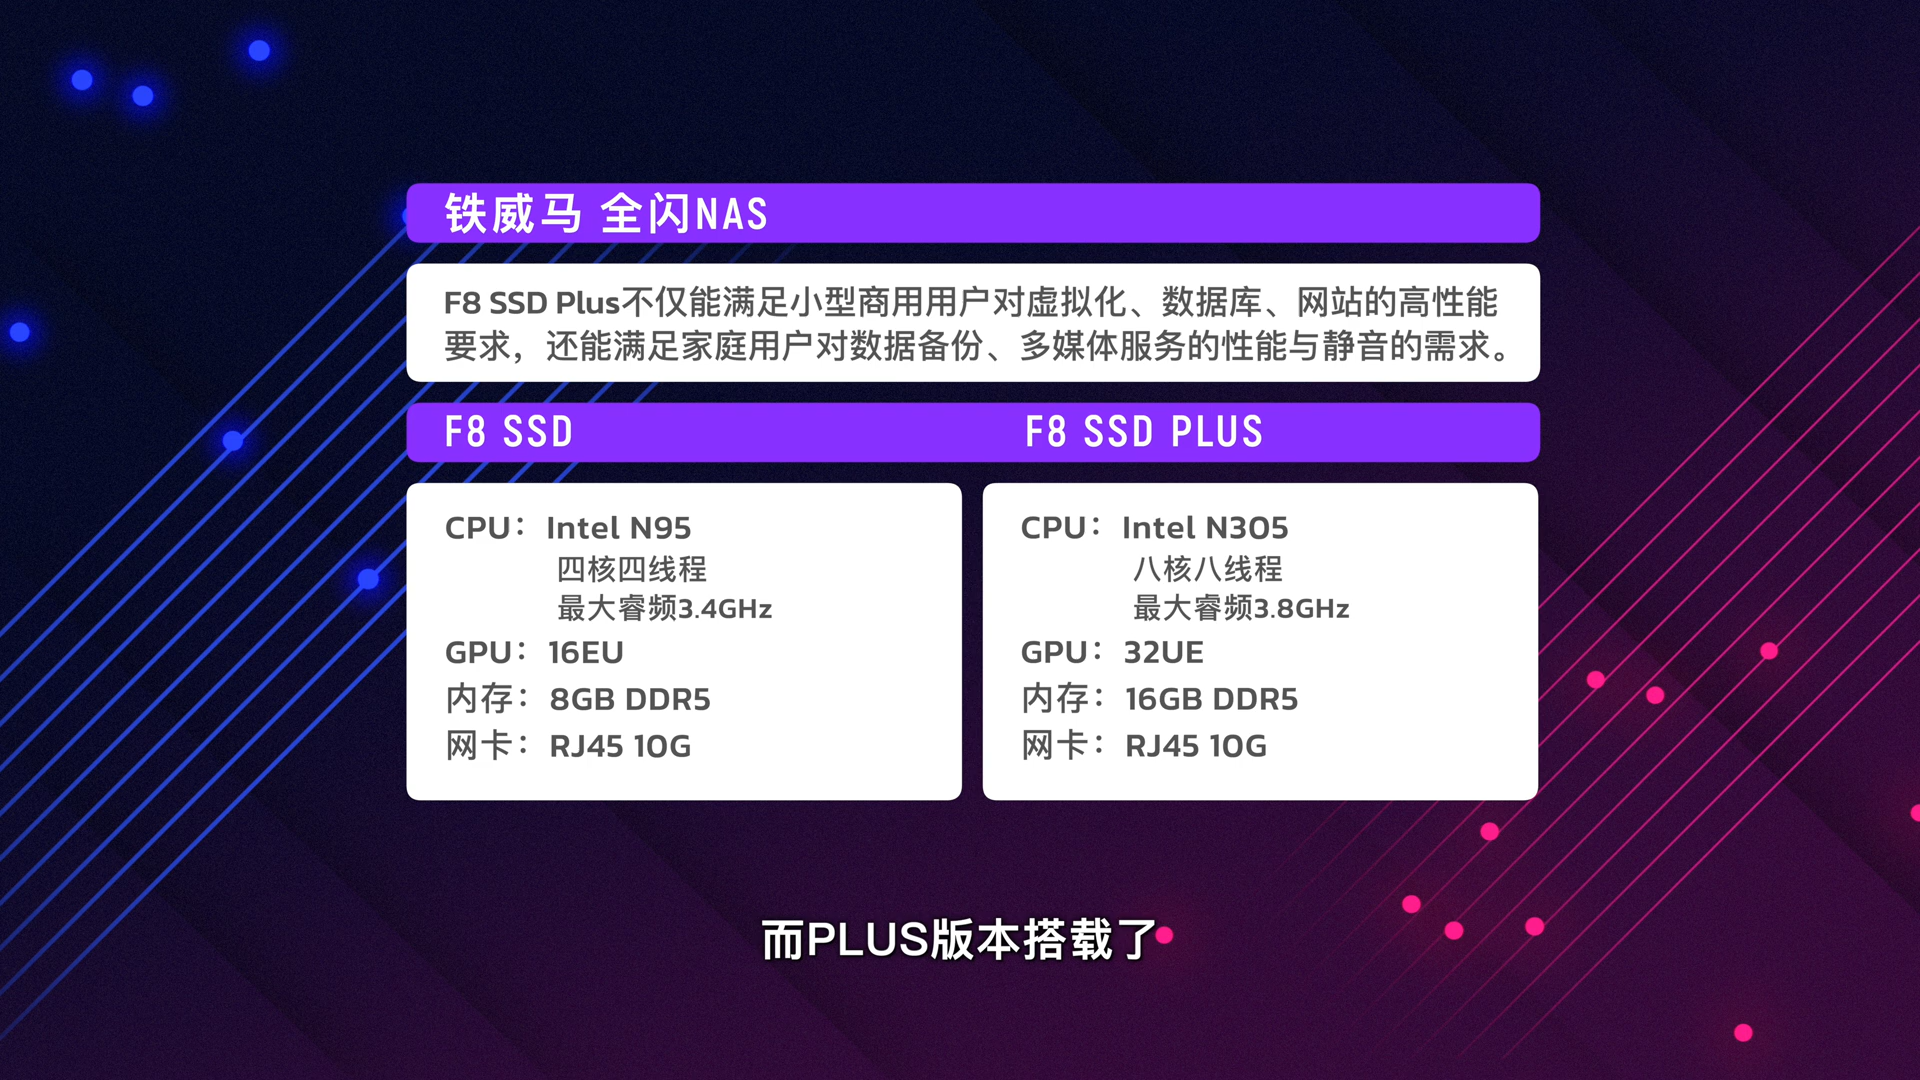 铁威马 全闪NAS
F8 SSD Plus不仅能满足小型商用用户对虚拟化、数据库、网站的高性能
要求，还能满足家庭用户对数据备份、多媒体服务的性能与静音的需求。
F8 SSD
F8 SSD PLUS
CPU：Intel N95
四核四线程
最大睿频3.4GHz
GPU：16EU
内存：8GB DDR5
网卡：RJ45 10G
CPU：Intel N305
八核八线程
最大睿频3.8GHz
GPU：32UE
内存：16GB DDR5
网卡：RJ45 10G
而PLUS版本搭载了